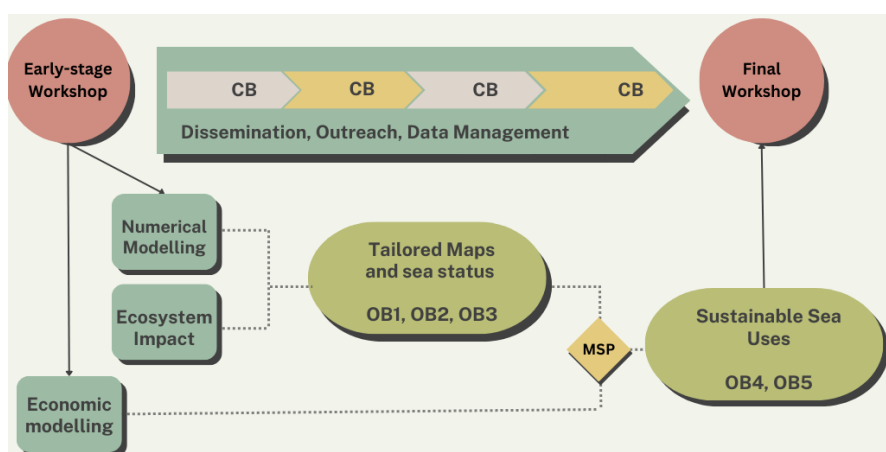 Early-stage
Workshop
CB
CB
CB
CB
Dissemination, Outreach, Data Management
Final
Workshop
Numerical
Modelling
Ecosystem
Impact
Economic
modelling
Tailored Maps
and sea status
OB1, OB2, OB3
MSP
Sustainable Sea
Uses
OB4, OB5